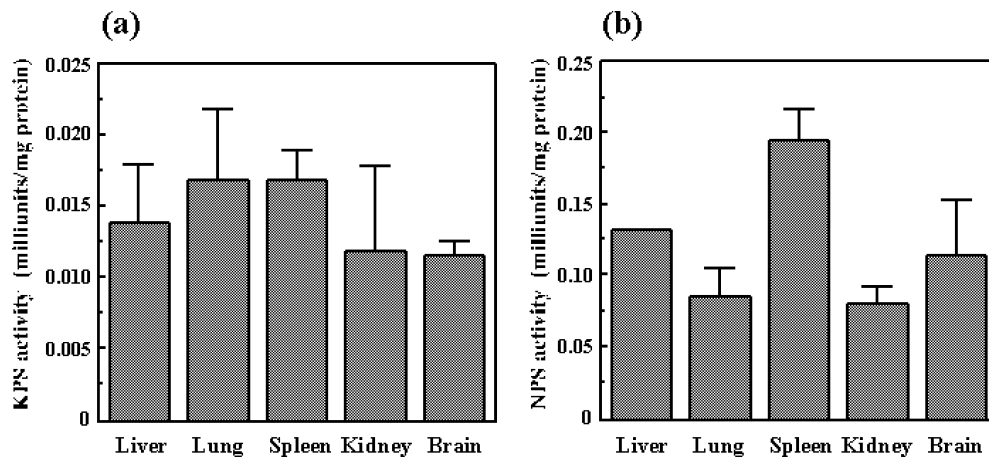 (a)
KPS activity (milliunits/mg protein)
0.025
0.020
0.015
0.010
0.005
0
Liver Lung Spleen Kidney Brain
(b)
NPS activity (milliunits/mg protein)
0.25
0.20
0.15
0.10
0.05
0
Liver Lung Spleen Kidney Brain